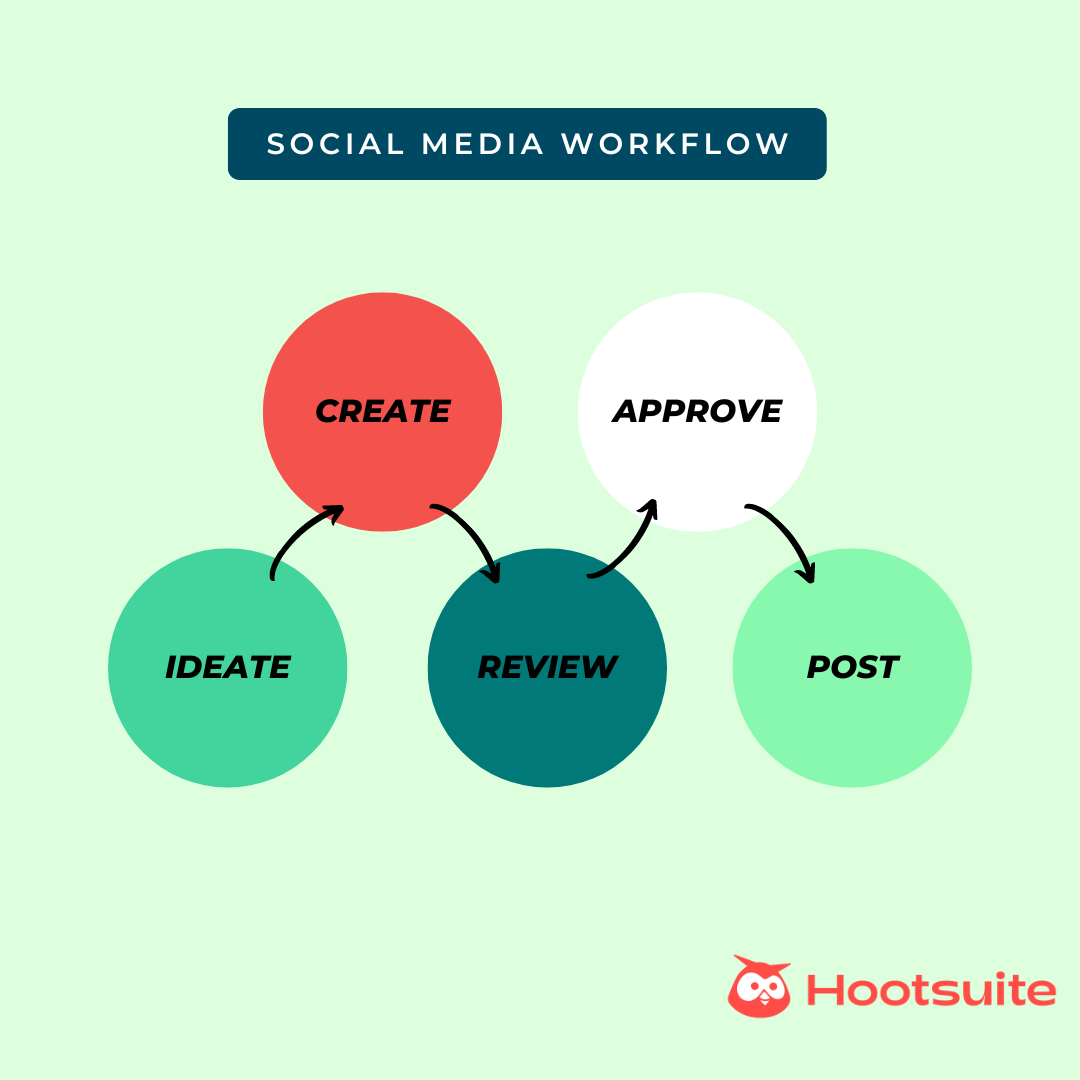 SOCIAL MEDIA WORKFLOW
CREATE
APPROVE
IDEATE
REVIEW
POST
Hootsuite